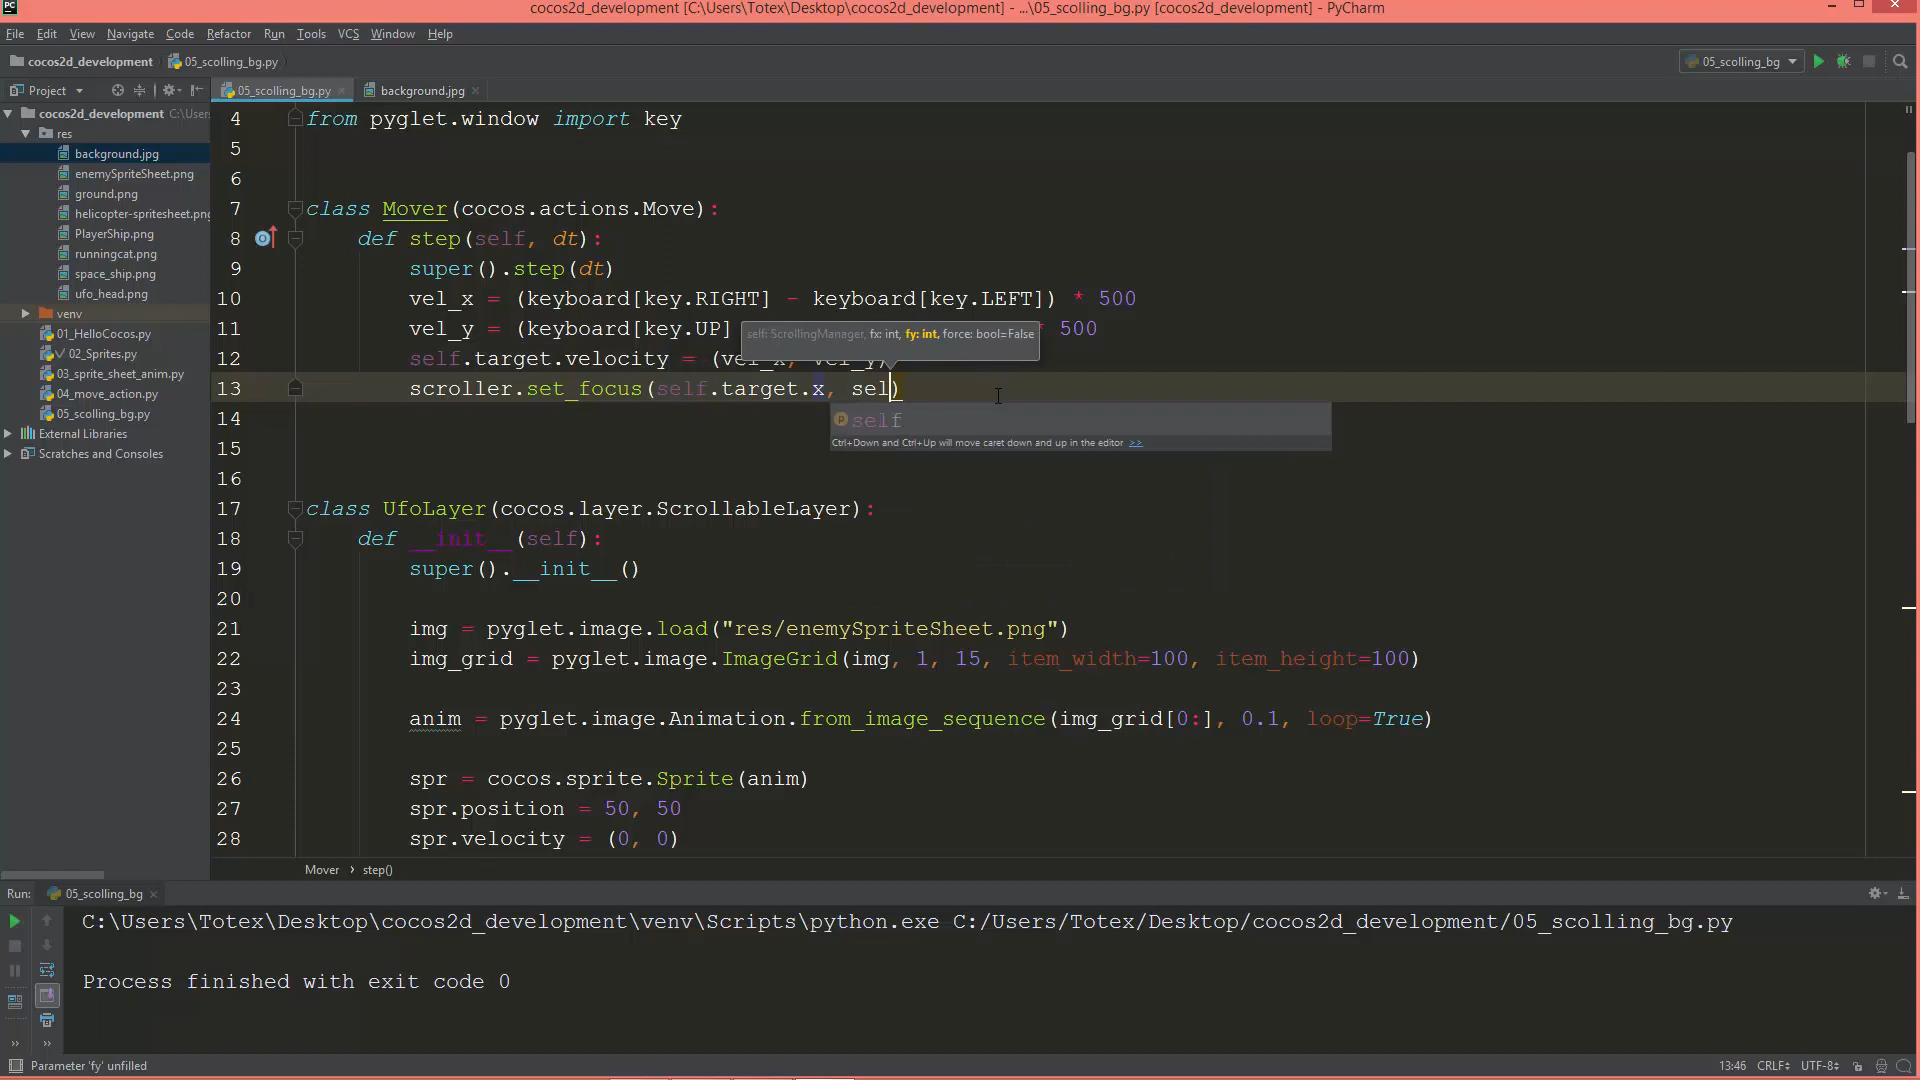 PC
cocos2d_development [C:\Users\Totex\Desktop\cocos2d_development] - ...\05_scolling_bg.py [cocos2d_development] - PyCharm
File Edit View Navigate Code Refactor Run Tools VCS Window Help
cocos2d_development 05_scolling_bg.py
05_scolling_bg
Project
05_scolling_bg.py
background.jpg
cocos2d_development C:\Users
res
background.jpg
enemySpriteSheet.png
ground.png
helicopter-spritesheet.png
PlayerShip.png
runningcat.png
space_ship.png
ufo_head.png
venv
01_HelloCocos.py
02_Sprites.py
03_sprite_sheet_anim.py
04_move_action.py
05_scolling_bg.py
External Libraries
Scratches and Consoles
4 from pyglet.window import key
5
6
7 class Mover(cocos.actions.Move):
8 def step(self, dt):
9 super().step(dt)
10 vel_x = (keyboard[key.RIGHT] - keyboard[key.LEFT]) * 500
11 vel_y = (keyboard[key.UP] * 500
self: ScrollingManager, fx: int, fy: int, force: bool=False
12 self.target.velocity = (vel_x, vel_y)
13 scroller.set_focus(self.target.x, sel)
14
self
Ctrl+Down and Ctrl+Up will move caret down and up in the editor >>
15
16
17 class UfoLayer(cocos.layer.ScrollableLayer):
18 def __init__(self):
19 super().__init__()
20
21 img = pyglet.image.load("res/enemySpriteSheet.png")
22 img_grid = pyglet.image.ImageGrid(img, 1, 15, item_width=100, item_height=100)
23
24 anim = pyglet.image.Animation.from_image_sequence(img_grid[0:], 0.1, loop=True)
25
26 spr = cocos.sprite.Sprite(anim)
27 spr.position = 50, 50
28 spr.velocity = (0, 0)
Mover › step()
Run: 05_scolling_bg
C:\Users\Totex\Desktop\cocos2d_development\venv\Scripts\python.exe C:/Users/Totex/Desktop/cocos2d_development/05_scolling_bg.py
Process finished with exit code 0
Parameter 'fy' unfilled
13:46 CRLF UTF-8